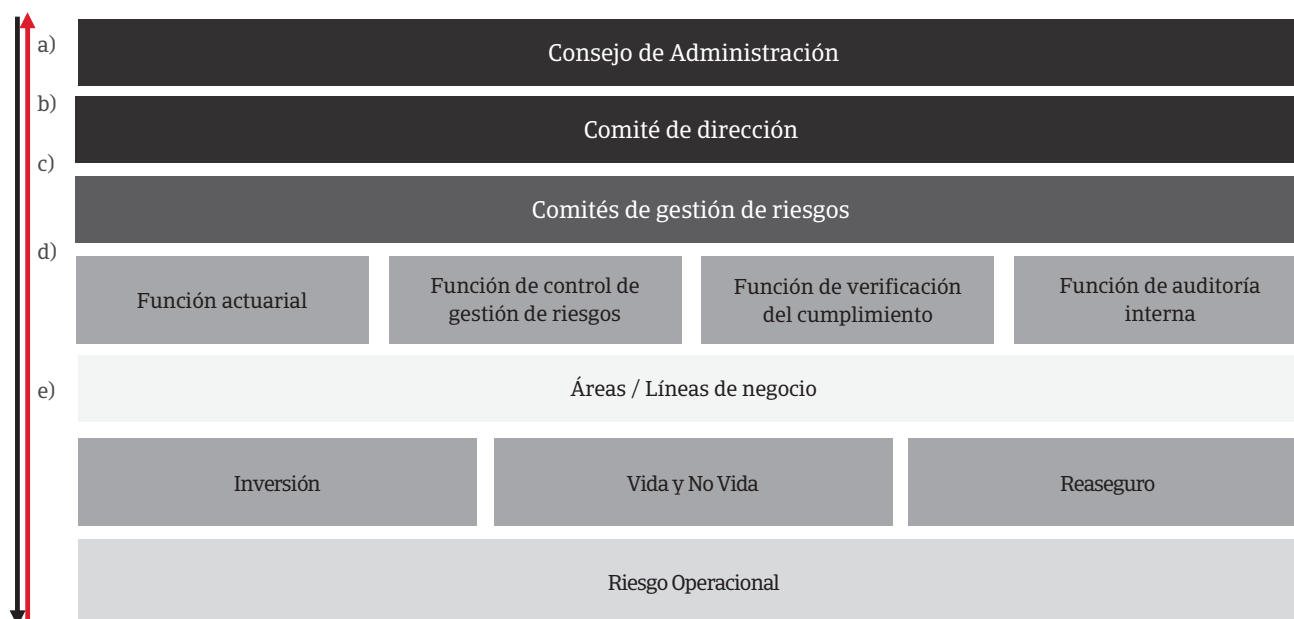 a)
Consejo de Administración
b)
Comité de dirección
c)
Comités de gestión de riesgos
d)
Función actuarial
Función de control de
gestión de riesgos
Función de verificación
del cumplimiento
Función de auditoría
interna
e)
Áreas / Líneas de negocio
Inversión
Vida y No Vida
Reaseguro
Riesgo Operacional